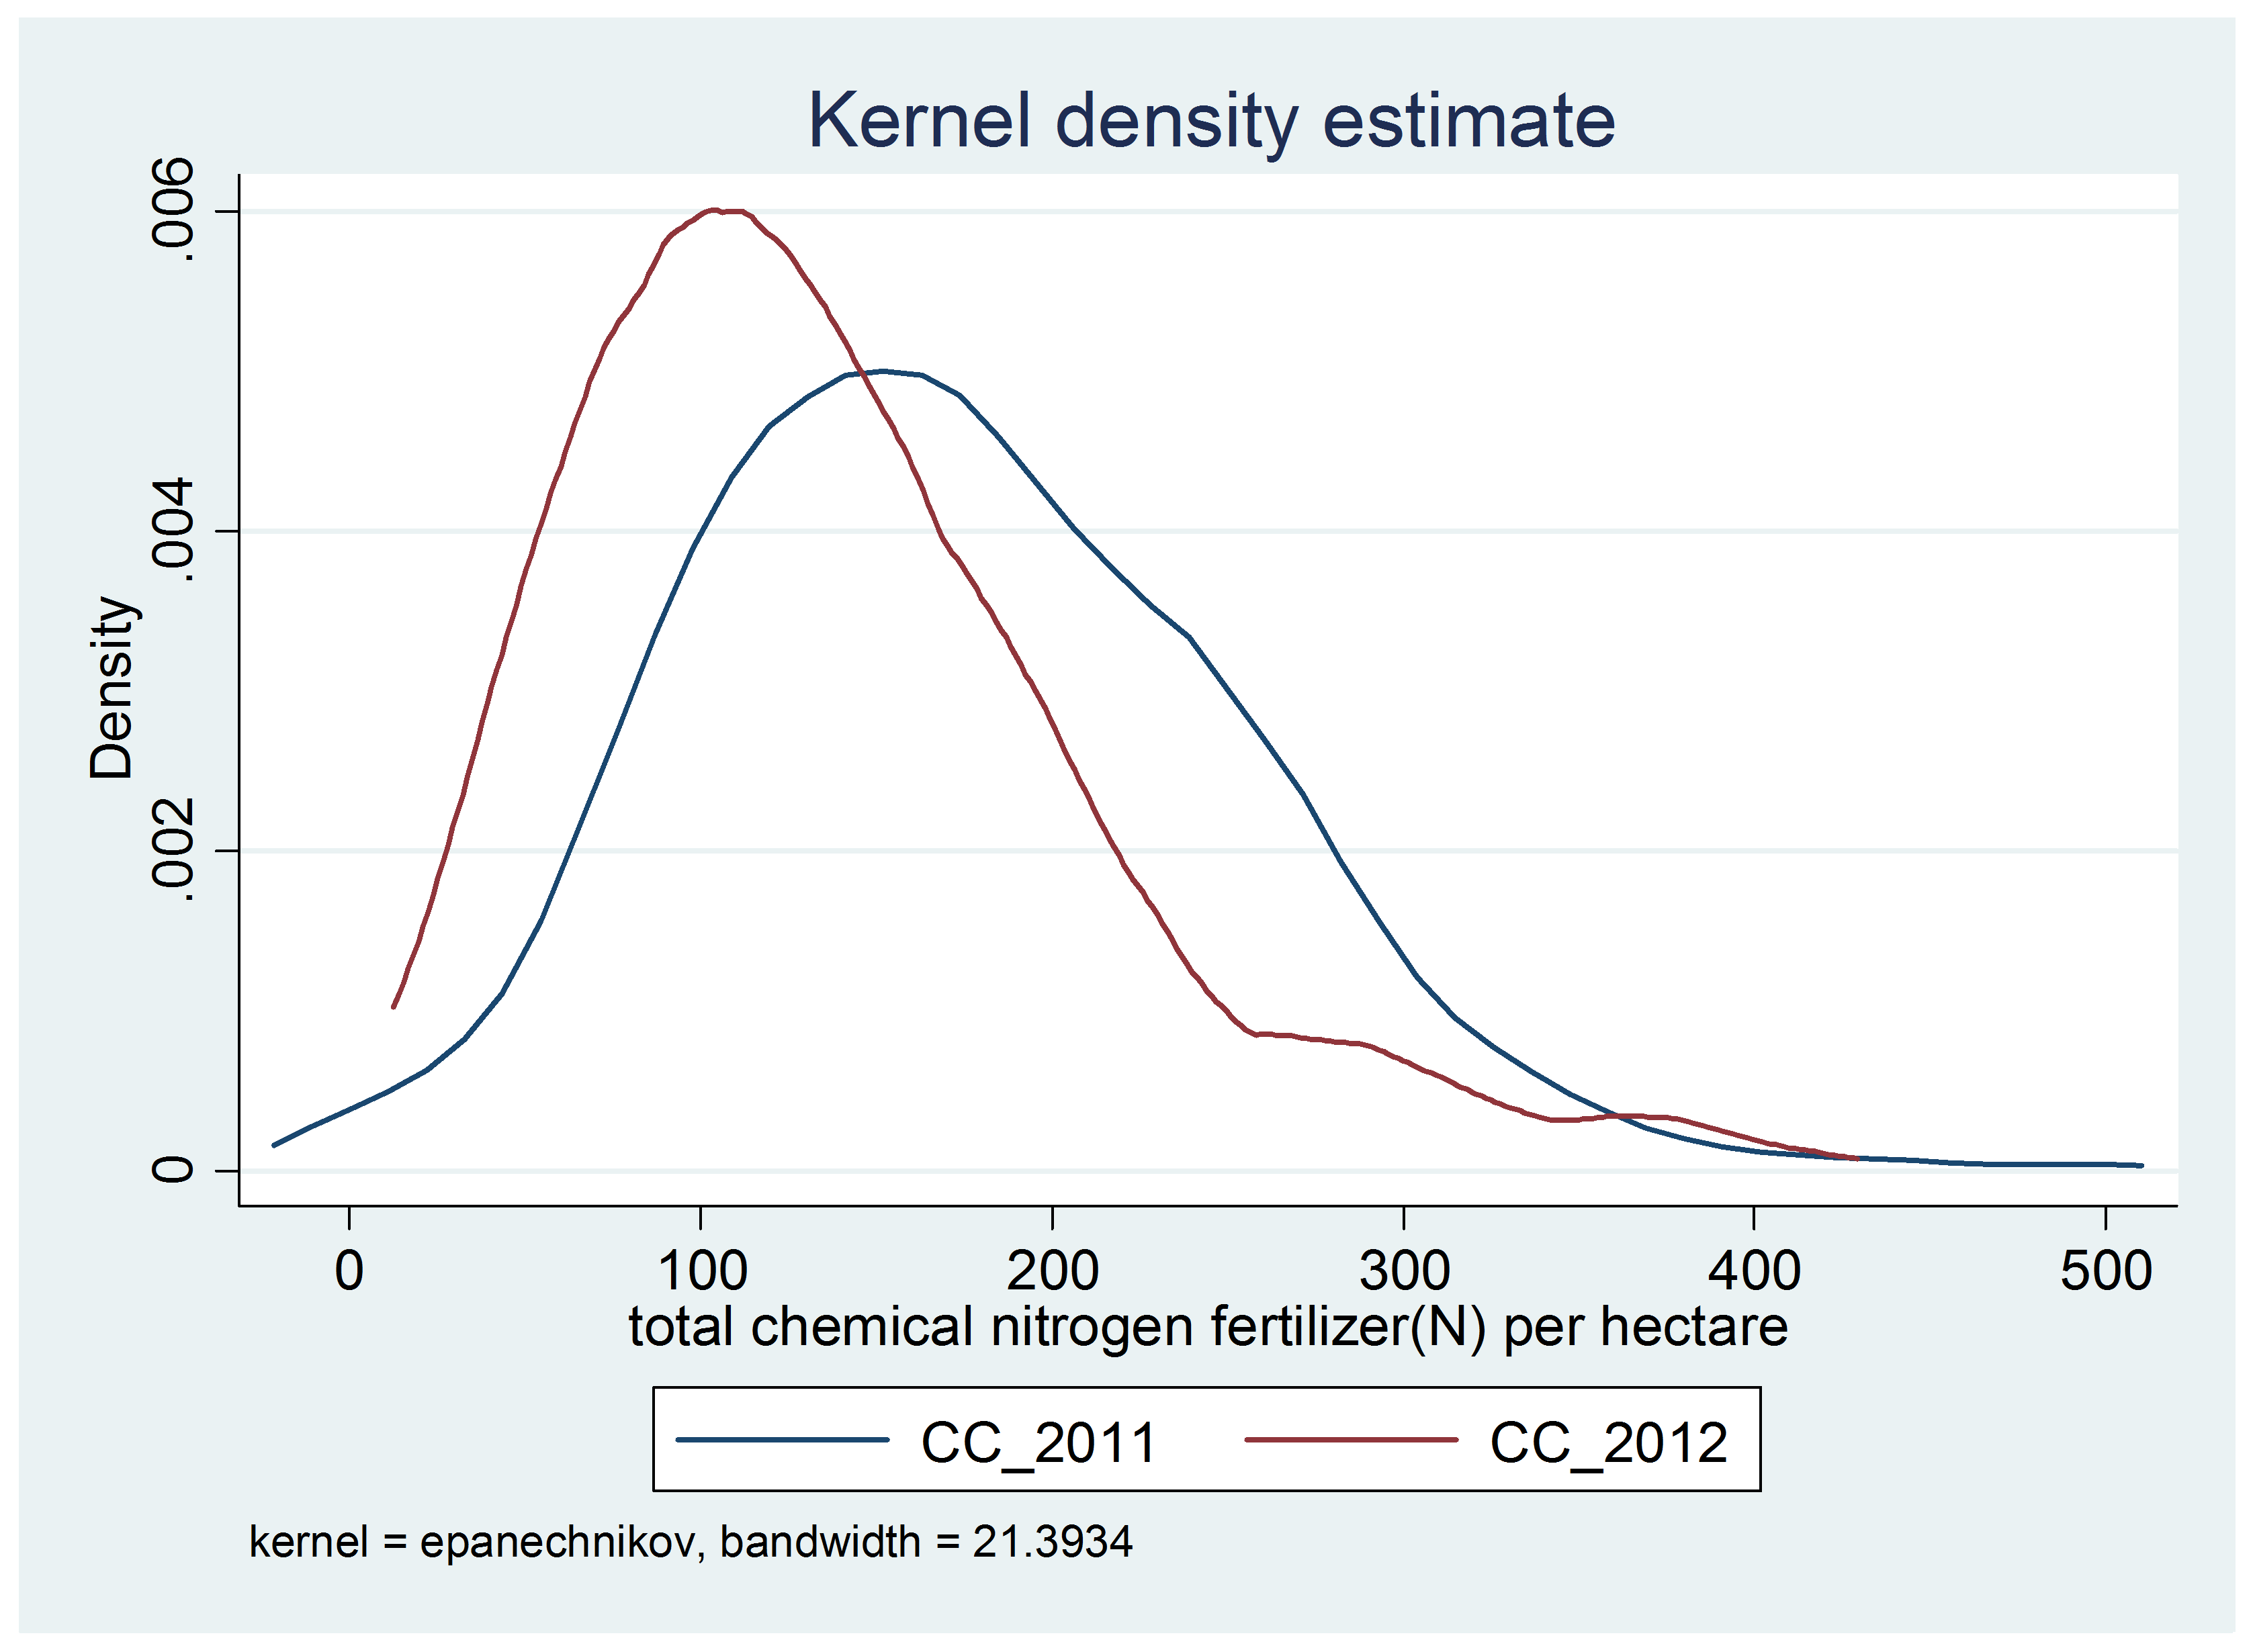 Kernel density estimate
Density
.006
.004
.002
0
0 100 200 300 400 500
total chemical nitrogen fertilizer(N) per hectare
CC_2011 CC_2012
kernel = epanechnikov, bandwidth = 21.3934